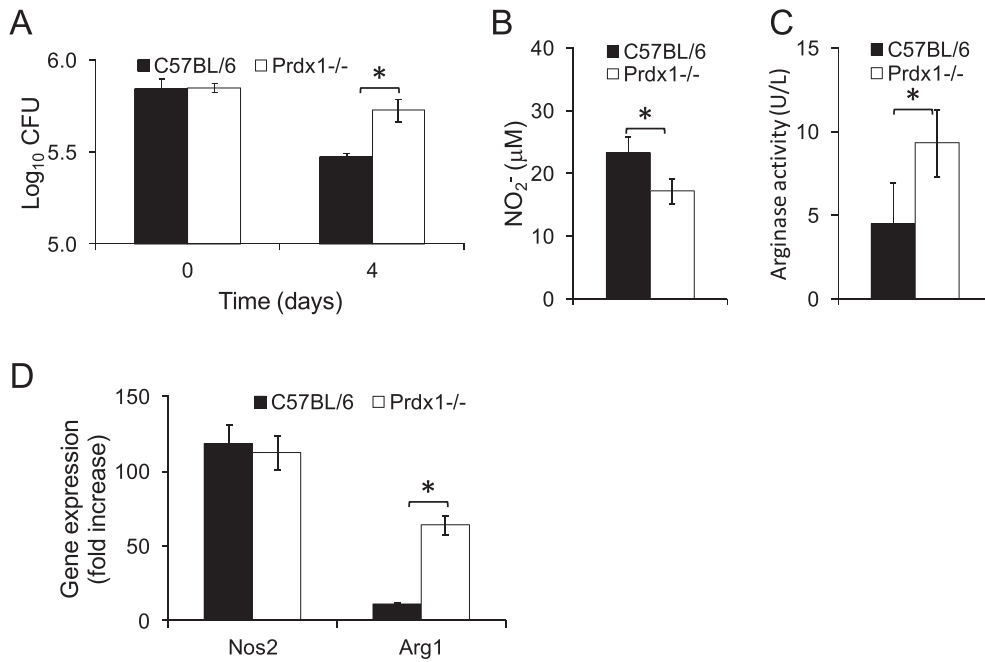 A
C57BL/6 Prdx1-/-
6.0
5.5
5.0
Log10 CFU
*
0 4
Time (days)
B
C57BL/6
Prdx1-/-
40
30
20
10
0
NO2- (μM)
*
C
C57BL/6
Prdx1-/-
15
10
5
0
Arginase activity (U/L)
*
D
C57BL/6 Prdx1-/-
150
100
50
0
Gene expression
(fold increase)
*
Nos2 Arg1